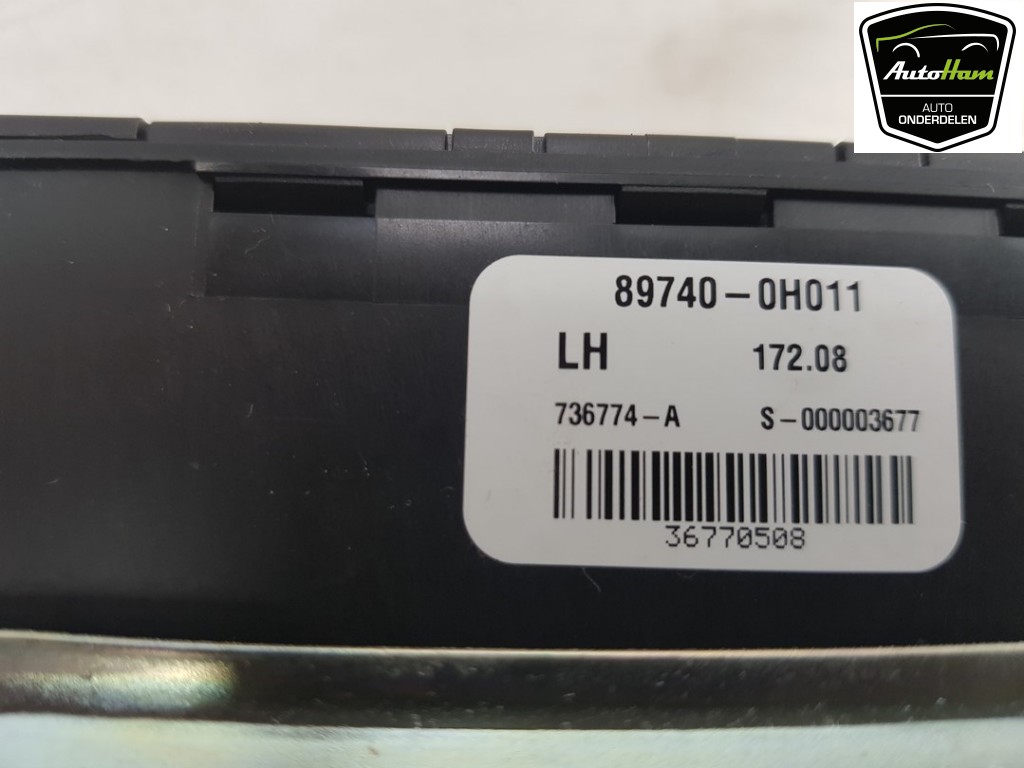 AutoHam
AUTO
ONDERDELEN
89740-0H011
LH 172.08
736774-A S-000003677
36770508